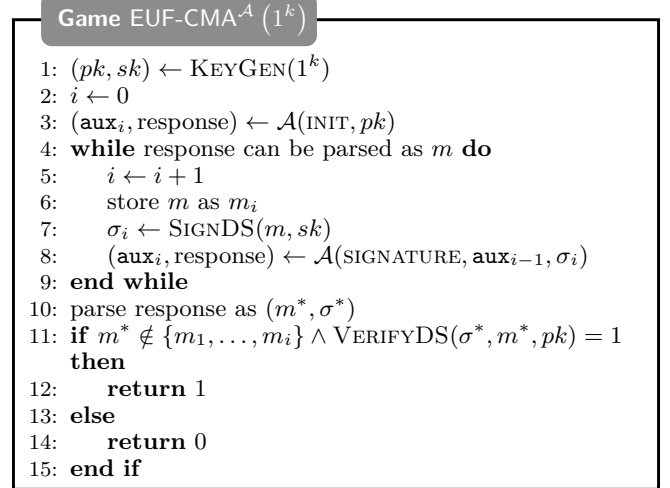 Game EUF-CMA^𝒜 (1^k)
1: (pk, sk) ← KEYGEN(1^k)
2: i ← 0
3: (aux_i, response) ← 𝒜(INIT, pk)
4: while response can be parsed as m do
5: i ← i + 1
6: store m as m_i
7: σ_i ← SIGNDS(m, sk)
8: (aux_i, response) ← 𝒜(SIGNATURE, aux_{i−1}, σ_i)
9: end while
10: parse response as (m*, σ*)
11: if m* ∉ {m_1, . . . , m_i} ∧ VERIFYDS(σ*, m*, pk) = 1
then
12: return 1
13: else
14: return 0
15: end if